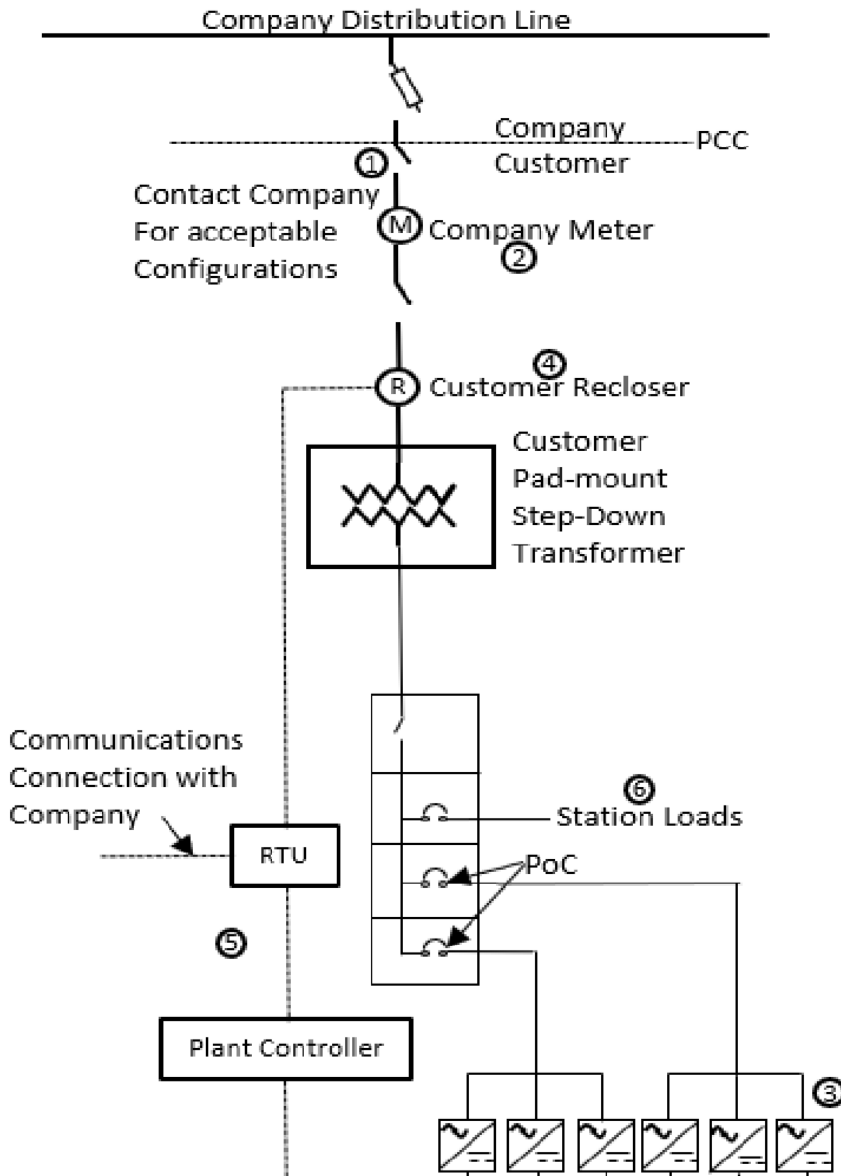 Company Distribution Line
Company
PCC
Customer
①
Contact Company
For acceptable
Configurations
M
Company Meter
②
④
R
Customer Recloser
Customer
Pad-mount
Step-Down
Transformer
Communications
Connection with
Company
⑥
Station Loads
RTU
PoC
⑤
Plant Controller
③